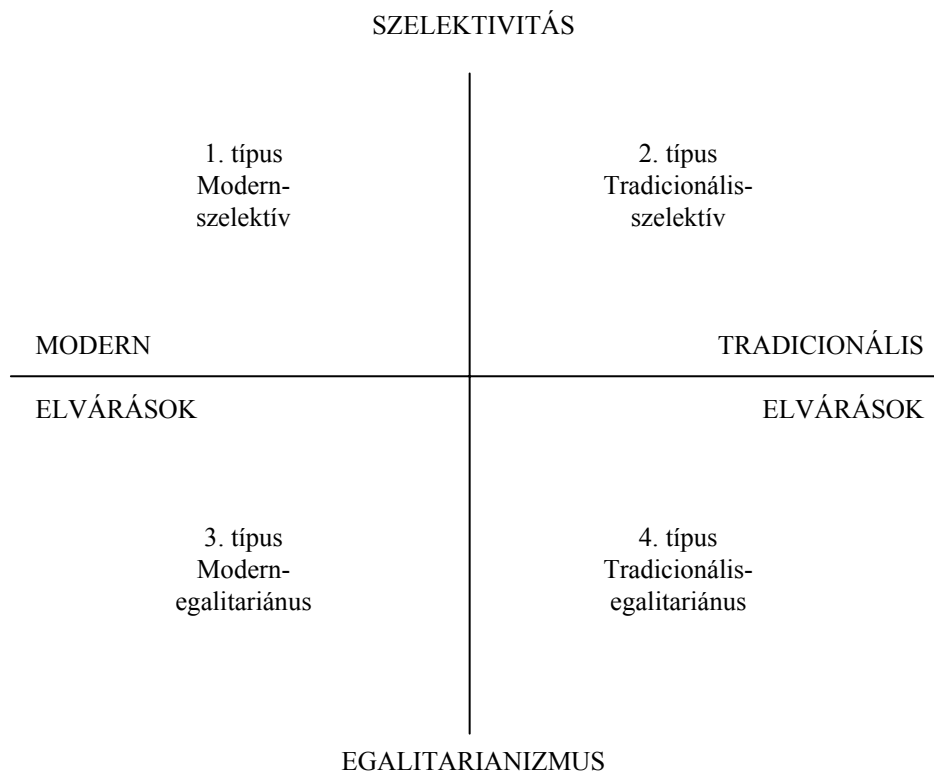 SZELEKTIVITÁS
1. típus
Modern-
szelektív
2. típus
Tradicionális-
szelektív
MODERN
TRADICIONÁLIS
ELVÁRÁSOK
ELVÁRÁSOK
3. típus
Modern-
egalitariánus
4. típus
Tradicionális-
egalitariánus
EGALITARIANIZMUS